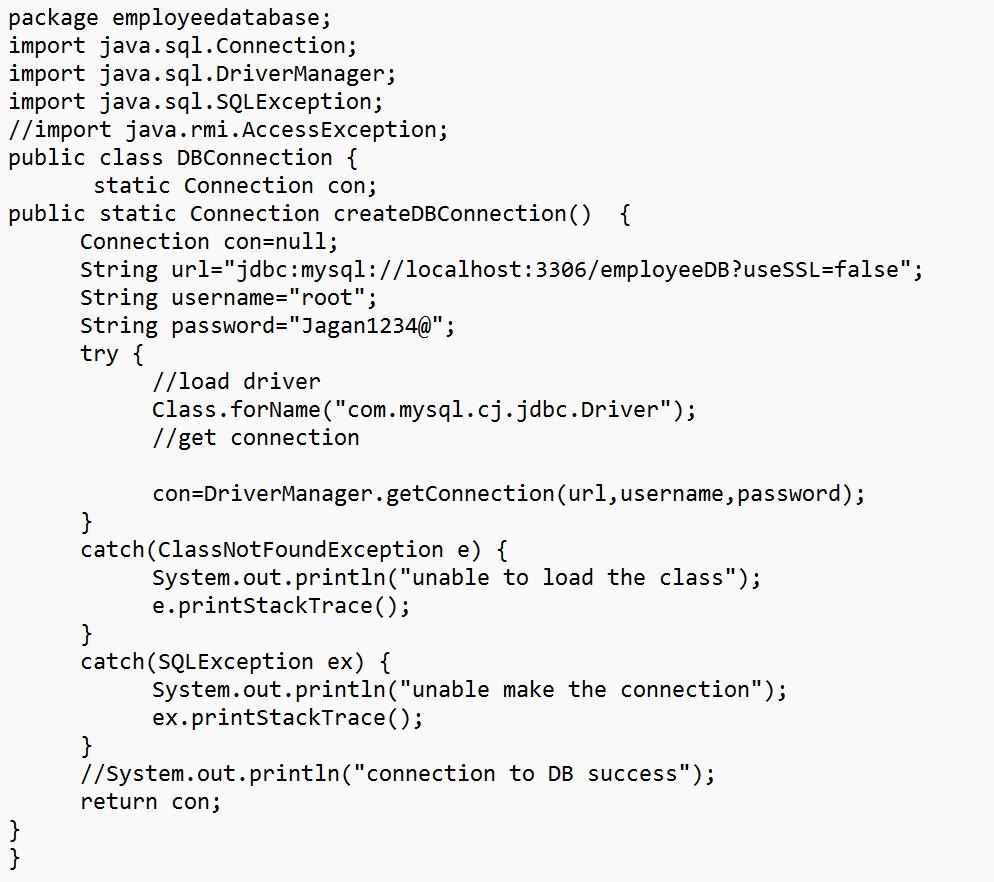 package employeedatabase;
import java.sql.Connection;
import java.sql.DriverManager;
import java.sql.SQLException;
//import java.rmi.AccessException;
public class DBConnection {
static Connection con;
public static Connection createDBConnection()  {
Connection con=null;
String url="jdbc:mysql://localhost:3306/employeeDB?useSSL=false";
String username="root";
String password="Jagan1234@";
try {
//load driver
Class.forName("com.mysql.cj.jdbc.Driver");
//get connection
con=DriverManager.getConnection(url,username,password);
}
catch(ClassNotFoundException e) {
System.out.println("unable to load the class");
e.printStackTrace();
}
catch(SQLException ex) {
System.out.println("unable make the connection");
ex.printStackTrace();
}
//System.out.println("connection to DB success");
return con;
}
}